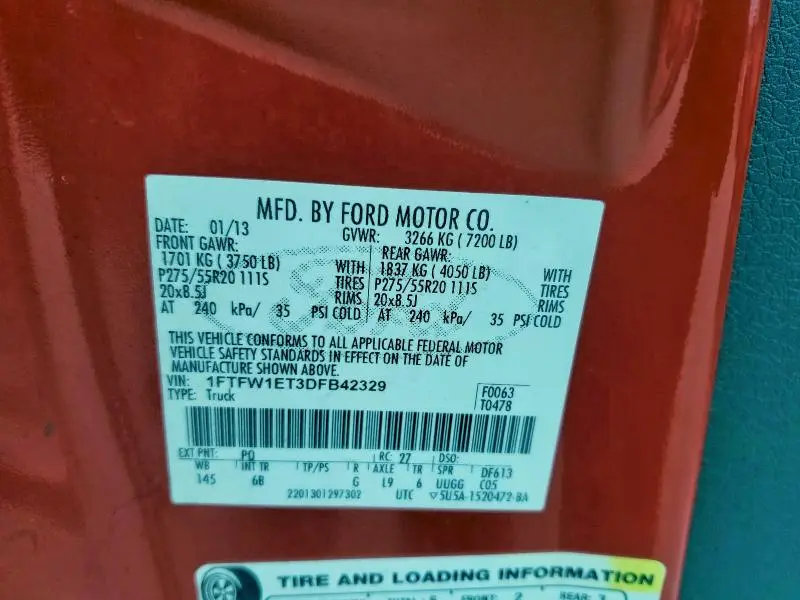 MFD. BY FORD MOTOR CO.
DATE: 01/13 GVWR: 3266 KG ( 7200 LB)
FRONT GAWR: REAR GAWR:
1701 KG ( 3750 LB) WITH 1837 KG ( 4050 LB) WITH
P275/55R20 111S TIRES P275/55R20 111S TIRES
20x8.5J RIMS 20x8.5J RIMS
AT 240 kPa/ 35 PSI COLD AT 240 kPa/ 35 PSI COLD
THIS VEHICLE CONFORMS TO ALL APPLICABLE FEDERAL MOTOR
VEHICLE SAFETY STANDARDS IN EFFECT ON THE DATE OF
MANUFACTURE SHOWN ABOVE.
VIN: 1FTFW1ET3DFB42329 F0063
TYPE: Truck T0478
EXT PNT: PQ RC: 27 DSO:
WB INT TR TP/PS R AXLE TR SPR DF613
145 6B G L9 6 UUGG C05
2201301297302 UTC ▽5U5A-1520472-BA
TIRE AND LOADING INFORMATION
FRONT: 2 REAR: 3